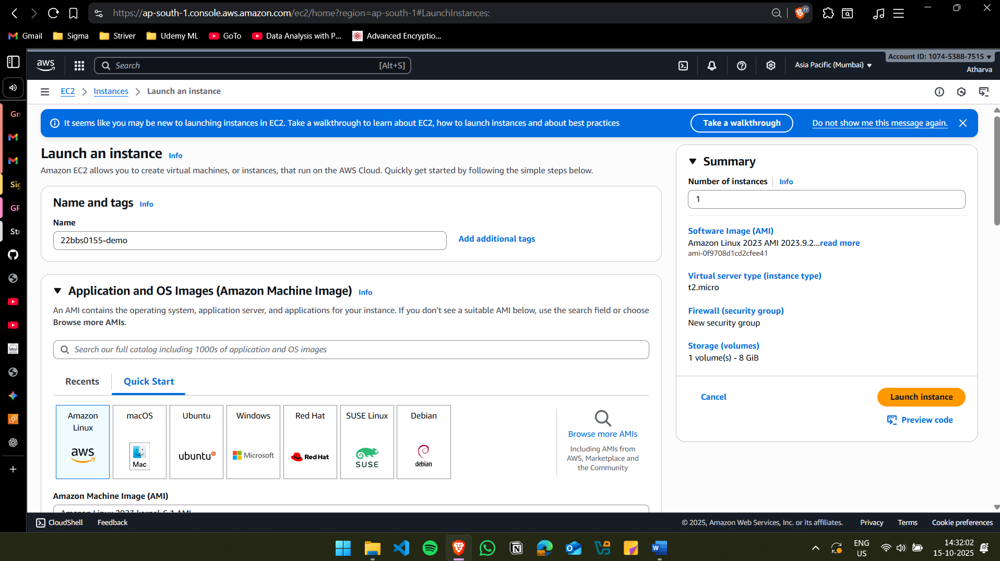 https://ap-south-1.console.aws.amazon.com/ec2/home?region=ap-south-1#LaunchInstances:
77
Gmail
Sigma
Striver
Udemy ML
GoTo
Data Analysis with P...
Advanced Encryptio...
aws
Search
[Alt+S]
Asia Pacific (Mumbai)
Account ID: 1074-5388-7515
Atharva
EC2
Instances
Launch an instance
Gm
Sig
GF
Str
It seems like you may be new to launching instances in EC2. Take a walkthrough to learn about EC2, how to launch instances and about best practices
Take a walkthrough
Do not show me this message again.
Launch an instance Info
Amazon EC2 allows you to create virtual machines, or instances, that run on the AWS Cloud. Quickly get started by following the simple steps below.
Name and tags Info
Name
22bbs0155-demo
Add additional tags
Application and OS Images (Amazon Machine Image) Info
An AMI contains the operating system, application server, and applications for your instance. If you don't see a suitable AMI below, use the search field or choose
Browse more AMIs.
Search our full catalog including 1000s of application and OS images
Recents
Quick Start
Amazon
Linux
aws
macOS
Mac
Ubuntu
ubuntu
Windows
Microsoft
Red Hat
Red Hat
SUSE Linux
SUSE
Debian
debian
Browse more AMIs
Including AMIs from
AWS, Marketplace and
the Community
Amazon Machine Image (AMI)
Amazon Linux 2023 kernel-6.1 AMI
Summary
Number of instances
Info
1
Software Image (AMI)
Amazon Linux 2023 AMI 2023.9.2...read more
ami-0f9708d1cd2cfee41
Virtual server type (instance type)
t2.micro
Firewall (security group)
New security group
Storage (volumes)
1 volume(s) - 8 GiB
Cancel
Launch instance
Preview code
CloudShell
Feedback
© 2025, Amazon Web Services, Inc. or its affiliates.
Privacy
Terms
Cookie preferences
ENG
US
14:32:02
15-10-2025